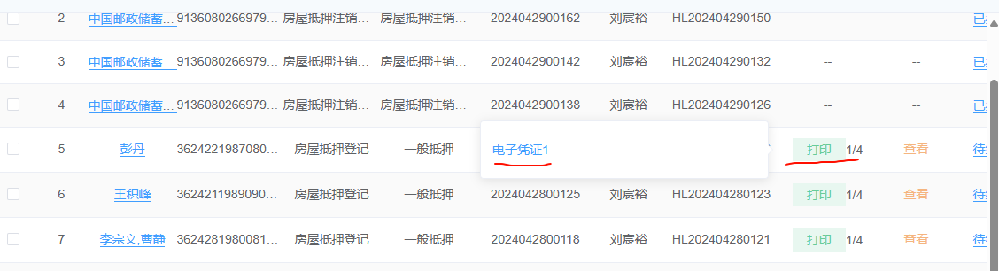 2 中国邮政储蓄... 9136080266979... 房屋抵押注销... 房屋抵押注销... 2024042900162 刘宸裕 HL202404290150 -- -- 已
3 中国邮政储蓄... 9136080266979... 房屋抵押注销... 房屋抵押注销... 2024042900142 刘宸裕 HL202404290132 -- -- 已
4 中国邮政储蓄... 9136080266979... 房屋抵押注销... 房屋抵押注销... 2024042900138 刘宸裕 HL202404290126 -- -- 已
5 彭丹 3624221987080... 房屋抵押登记 一般抵押 电子凭证1 打印 1/4 查看 待
6 王积峰 3624211989090... 房屋抵押登记 一般抵押 2024042800125 刘宸裕 HL202404280123 打印 1/4 查看 待
7 李宗文,曹静 3624281980081... 房屋抵押登记 一般抵押 2024042800118 刘宸裕 HL202404280121 打印 1/4 查看 待